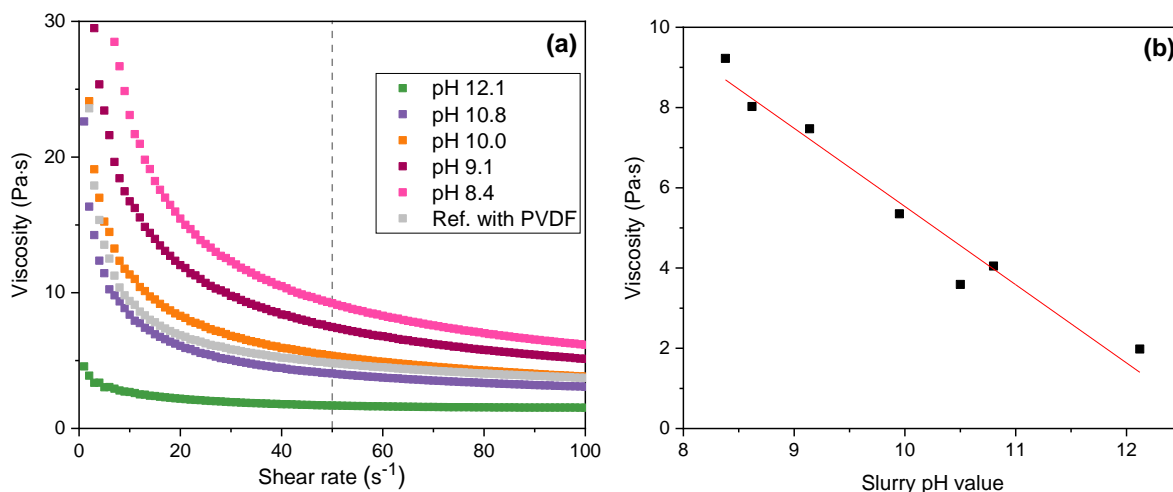 (a)
30
20
10
0
Viscosity (Pa·s)
pH 12.1
pH 10.8
pH 10.0
pH 9.1
pH 8.4
Ref. with PVDF
0 20 40 60 80 100
Shear rate (s⁻¹)
(b)
10
8
6
4
2
0
Viscosity (Pa·s)
8 9 10 11 12
Slurry pH value